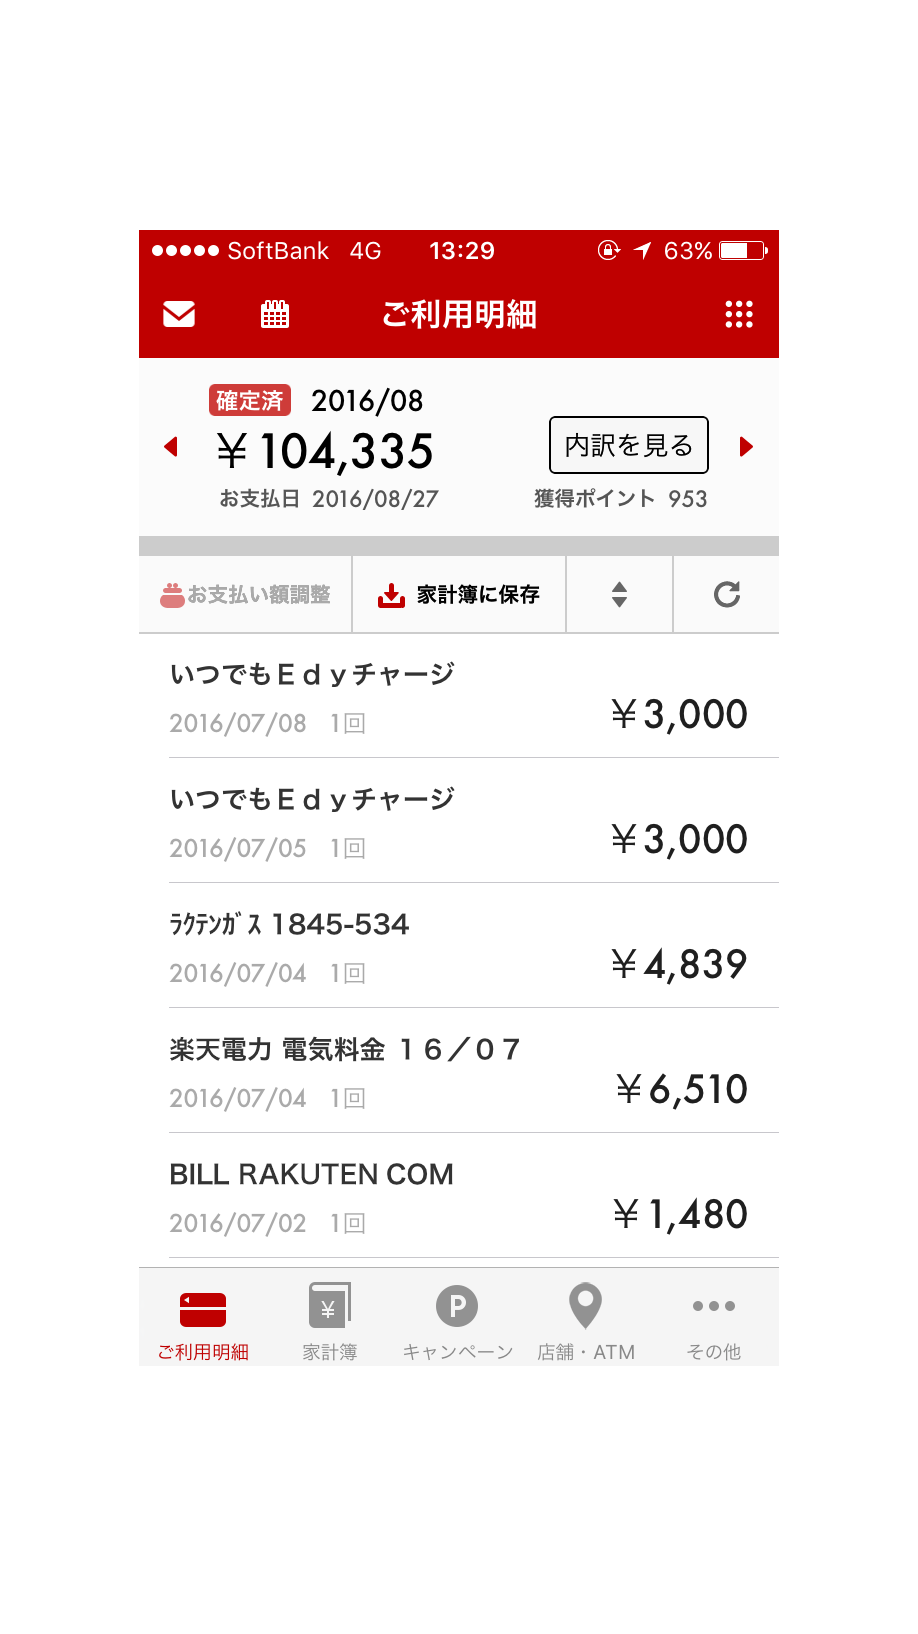 SoftBank 4G 13:29 63%
ご利用明細
確定済 2016/08
￥104,335
内訳を見る
お支払日 2016/08/27
獲得ポイント 953
お支払い額調整
家計簿に保存
いつでもＥｄｙチャージ
2016/07/08 1回
￥3,000
いつでもＥｄｙチャージ
2016/07/05 1回
￥3,000
ﾗｸﾃﾝｶﾞｽ 1845-534
2016/07/04 1回
￥4,839
楽天電力 電気料金 １６／０７
2016/07/04 1回
￥6,510
BILL RAKUTEN COM
2016/07/02 1回
￥1,480
ご利用明細
家計簿
キャンペーン
店舗・ATM
その他